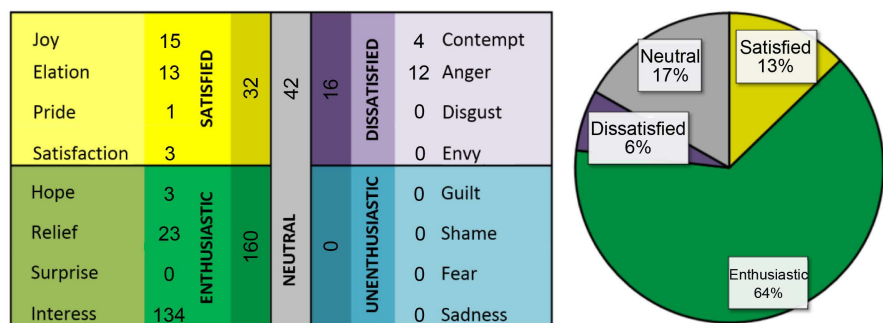 Joy 15
Elation 13
Pride 1
Satisfaction 3
SATISFIED
32
Hope 3
Relief 23
Surprise 0
Interess 134
ENTHUSIASTIC
160
NEUTRAL
42
16
DISSATISFIED
4 Contempt
12 Anger
0 Disgust
0 Envy
0
UNENTHUSIASTIC
0 Guilt
0 Shame
0 Fear
0 Sadness
Neutral
17%
Satisfied
13%
Dissatisfied
6%
Enthusiastic
64%